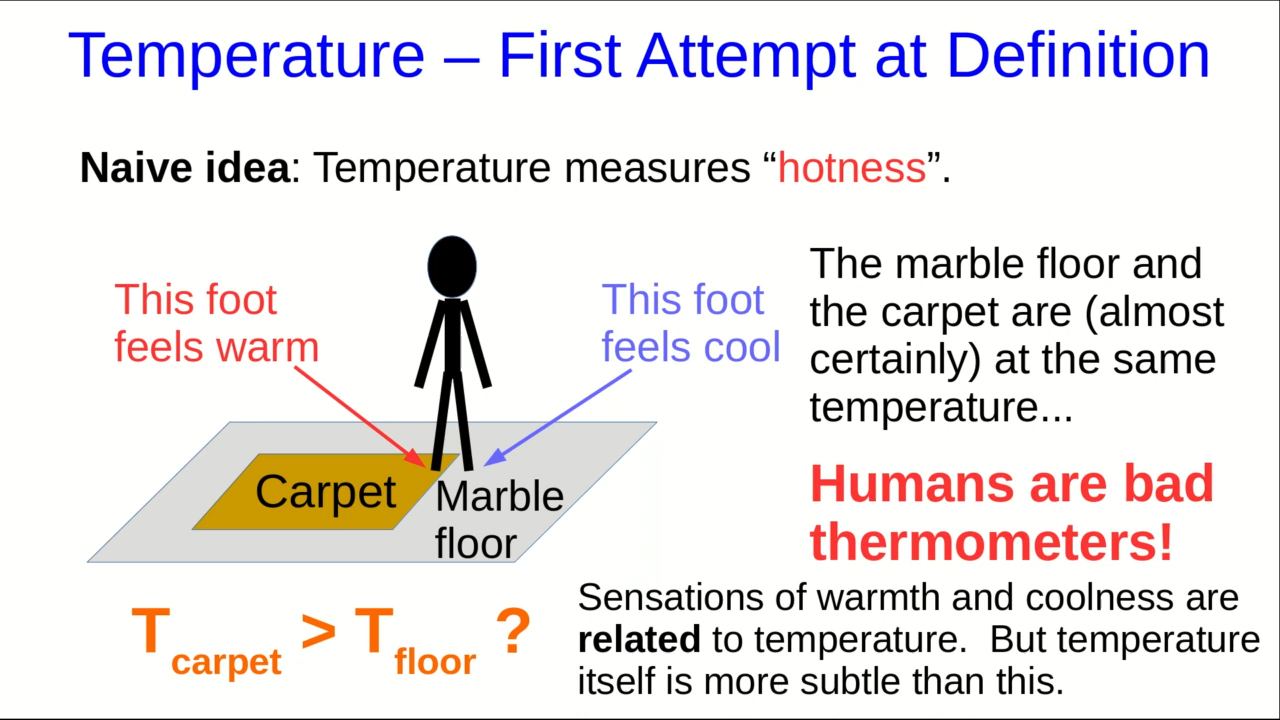 Temperature – First Attempt at Definition
Naive idea: Temperature measures “hotness”.
This foot
feels warm
This foot
feels cool
Carpet
Marble
floor
The marble floor and
the carpet are (almost
certainly) at the same
temperature...
Humans are bad
thermometers!
Tcarpet > Tfloor ?
Sensations of warmth and coolness are
related to temperature.  But temperature
itself is more subtle than this.